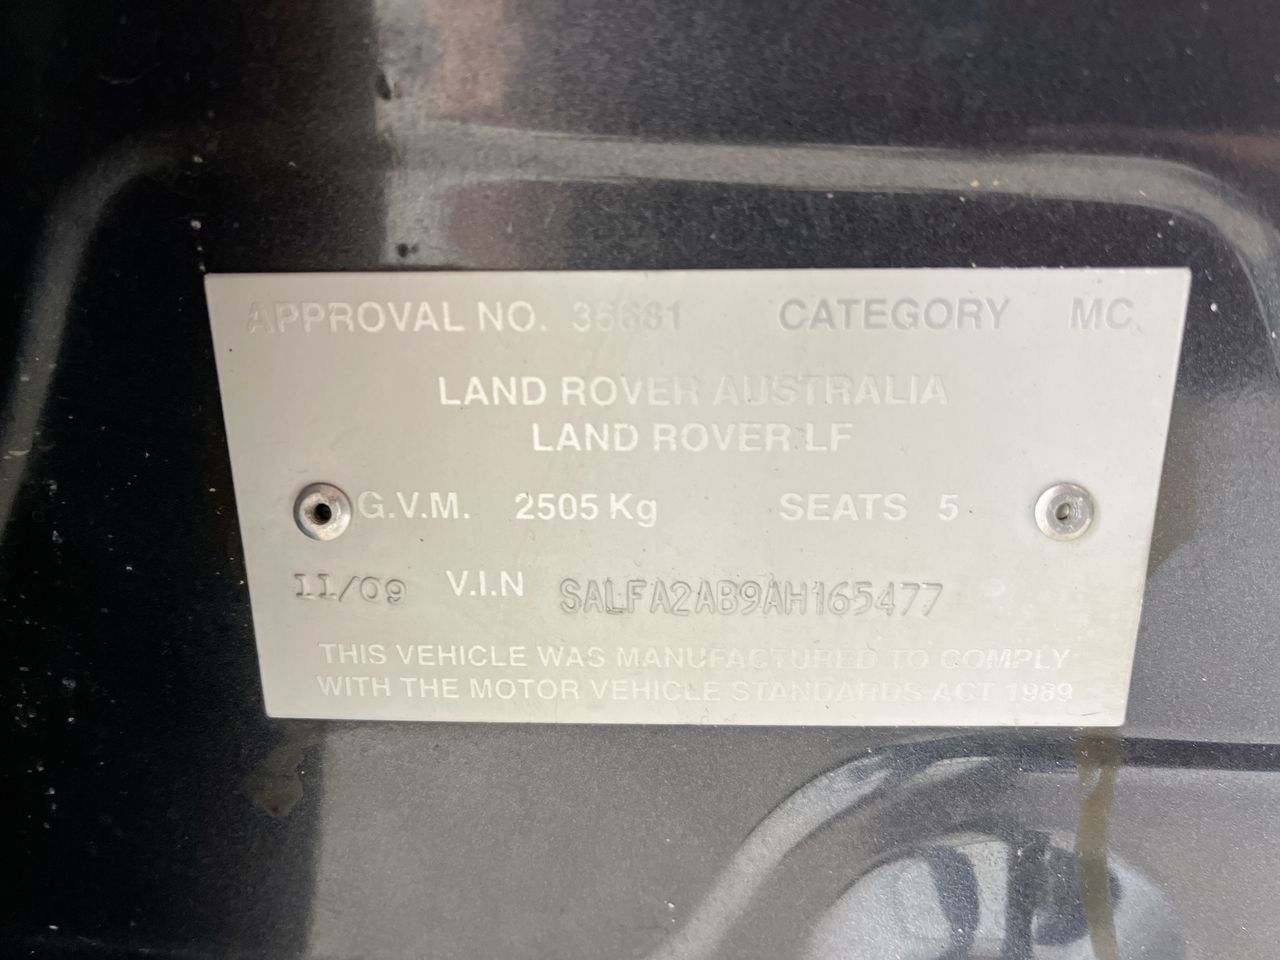 APPROVAL NO. 36681 CATEGORY MC
LAND ROVER AUSTRALIA
LAND ROVER LF
G.V.M. 2505 Kg SEATS 5
11/09 V.I.N SALFA2AB9AH165477
THIS VEHICLE WAS MANUFACTURED TO COMPLY
WITH THE MOTOR VEHICLE STANDARDS ACT 1989